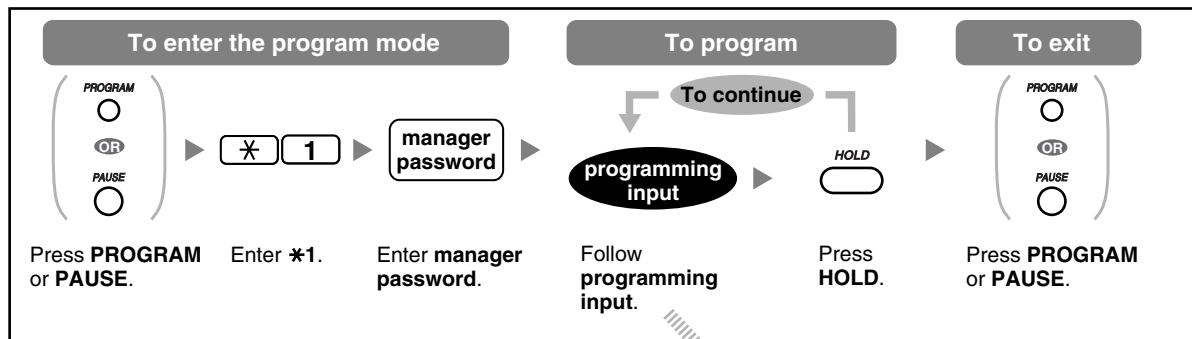 To enter the program mode
To program
To exit
PROGRAM
OR
PAUSE
✳ 1
manager
password
To continue
programming
input
HOLD
PROGRAM
OR
PAUSE
Press PROGRAM
or PAUSE.
Enter ✳1.
Enter manager
password.
Follow
programming
input.
Press
HOLD.
Press PROGRAM
or PAUSE.